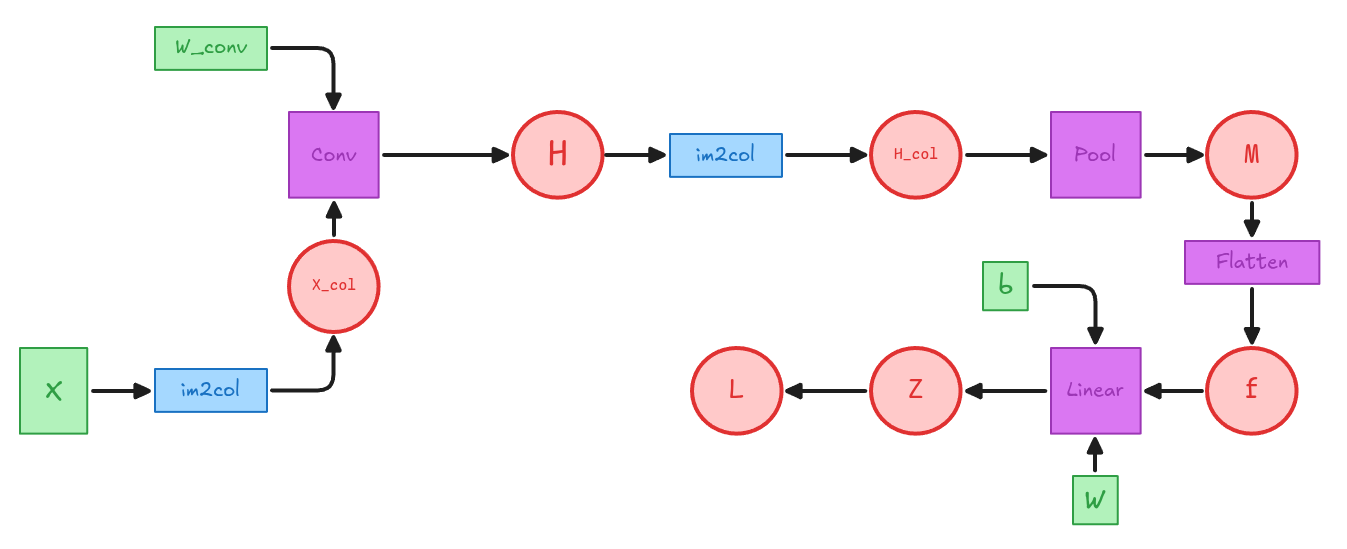 W_conv
Conv
H
im2col
H_col
Pool
M
X_col
Flatten
b
X
im2col
L
Z
Linear
f
W